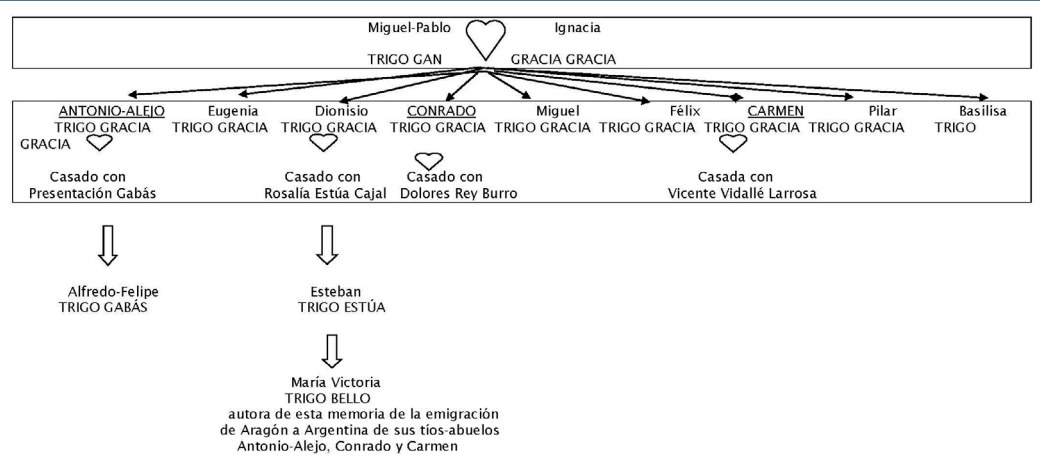 Miguel-Pablo Ignacia
TRIGO GAN GRACIA GRACIA
ANTONIO-ALEJO Eugenia Dionisio CONRADO Miguel Félix CARMEN Pilar Basilisa
TRIGO GRACIA TRIGO GRACIA TRIGO GRACIA TRIGO GRACIA TRIGO GRACIA TRIGO GRACIA TRIGO GRACIA TRIGO GRACIA TRIGO
GRACIA
Casado con Casado con Casado con Casada con
Presentación Gabás Rosalía Estúa Cajal Dolores Rey Burro Vicente Vidallé Larrosa
Alfredo-Felipe Esteban
TRIGO GABÁS TRIGO ESTÚA
María Victoria
TRIGO BELLO
autora de esta memoria de la emigración
de Aragón a Argentina de sus tíos-abuelos
Antonio-Alejo, Conrado y Carmen